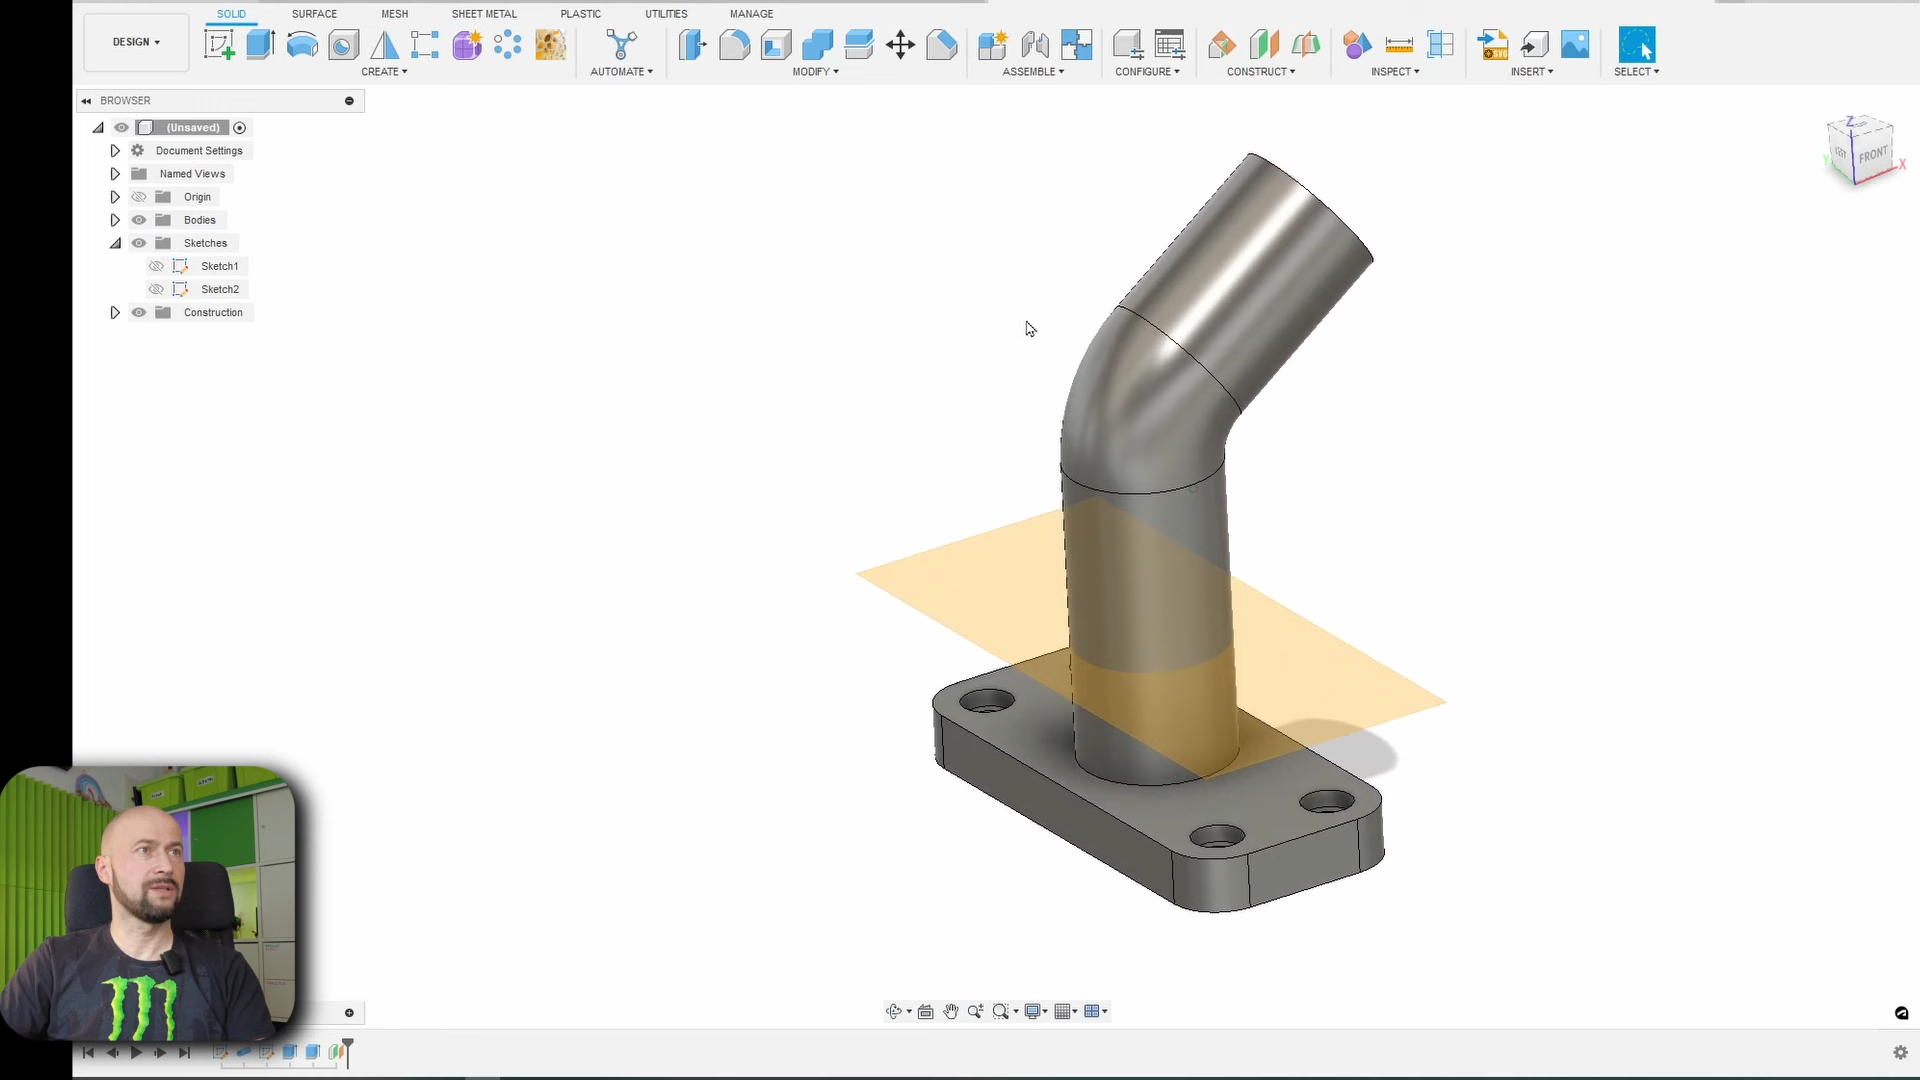 SOLID SURFACE MESH SHEET METAL PLASTIC UTILITIES MANAGE
DESIGN
CREATE AUTOMATE MODIFY ASSEMBLE CONFIGURE CONSTRUCT INSPECT INSERT SELECT
BROWSER
(Unsaved)
Document Settings
Named Views
Origin
Bodies
Sketches
Sketch1
Sketch2
Construction
Z
FRONT
X